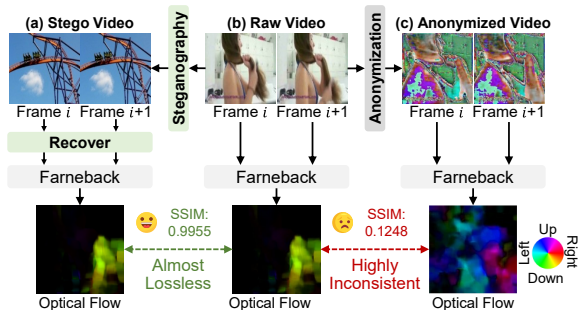 (a) Stego Video
(b) Raw Video
(c) Anonymized Video
Steganography
Anonymization
Frame i
Frame i+1
Frame i
Frame i+1
Frame i
Frame i+1
Recover
Farneback
Farneback
Farneback
SSIM:
0.9955
Almost
Lossless
SSIM:
0.1248
Highly
Inconsistent
Up
Left
Right
Down
Optical Flow
Optical Flow
Optical Flow